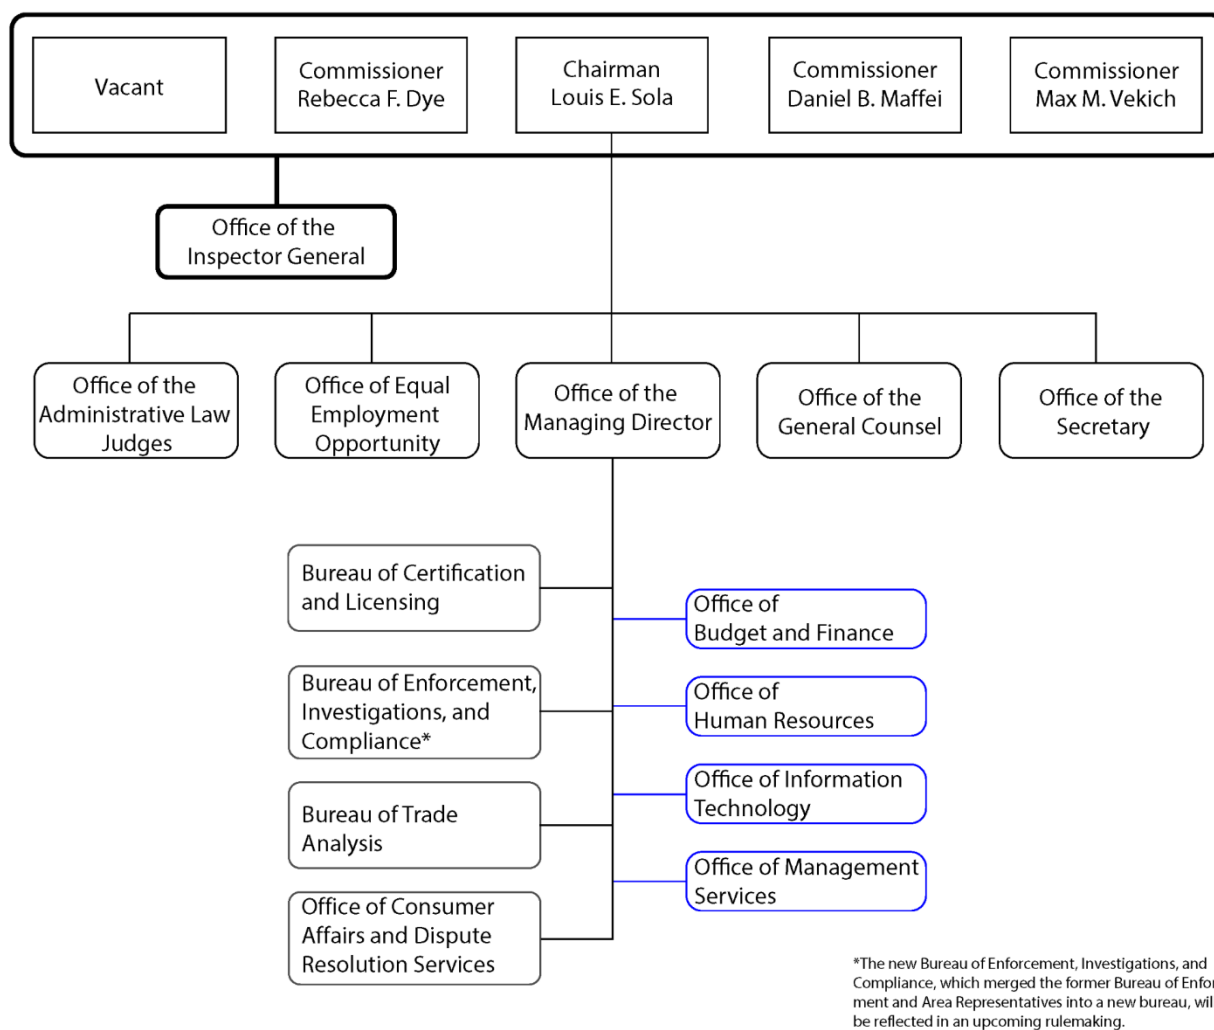 Vacant
Commissioner
Rebecca F. Dye
Chairman
Louis E. Sola
Commissioner
Daniel B. Maffei
Commissioner
Max M. Vekich
Office of the
Inspector General
Office of the
Administrative Law
Judges
Office of Equal
Employment
Opportunity
Office of the
Managing Director
Office of the
General Counsel
Office of the
Secretary
Bureau of Certification
and Licensing
Office of
Budget and Finance
Bureau of Enforcement,
Investigations, and
Compliance*
Office of
Human Resources
Bureau of Trade
Analysis
Office of Information
Technology
Office of Consumer
Affairs and Dispute
Resolution Services
Office of Management
Services
*The new Bureau of Enforcement, Investigations, and
Compliance, which merged the former Bureau of Enfor
ment and Area Representatives into a new bureau, wil
be reflected in an upcoming rulemaking.